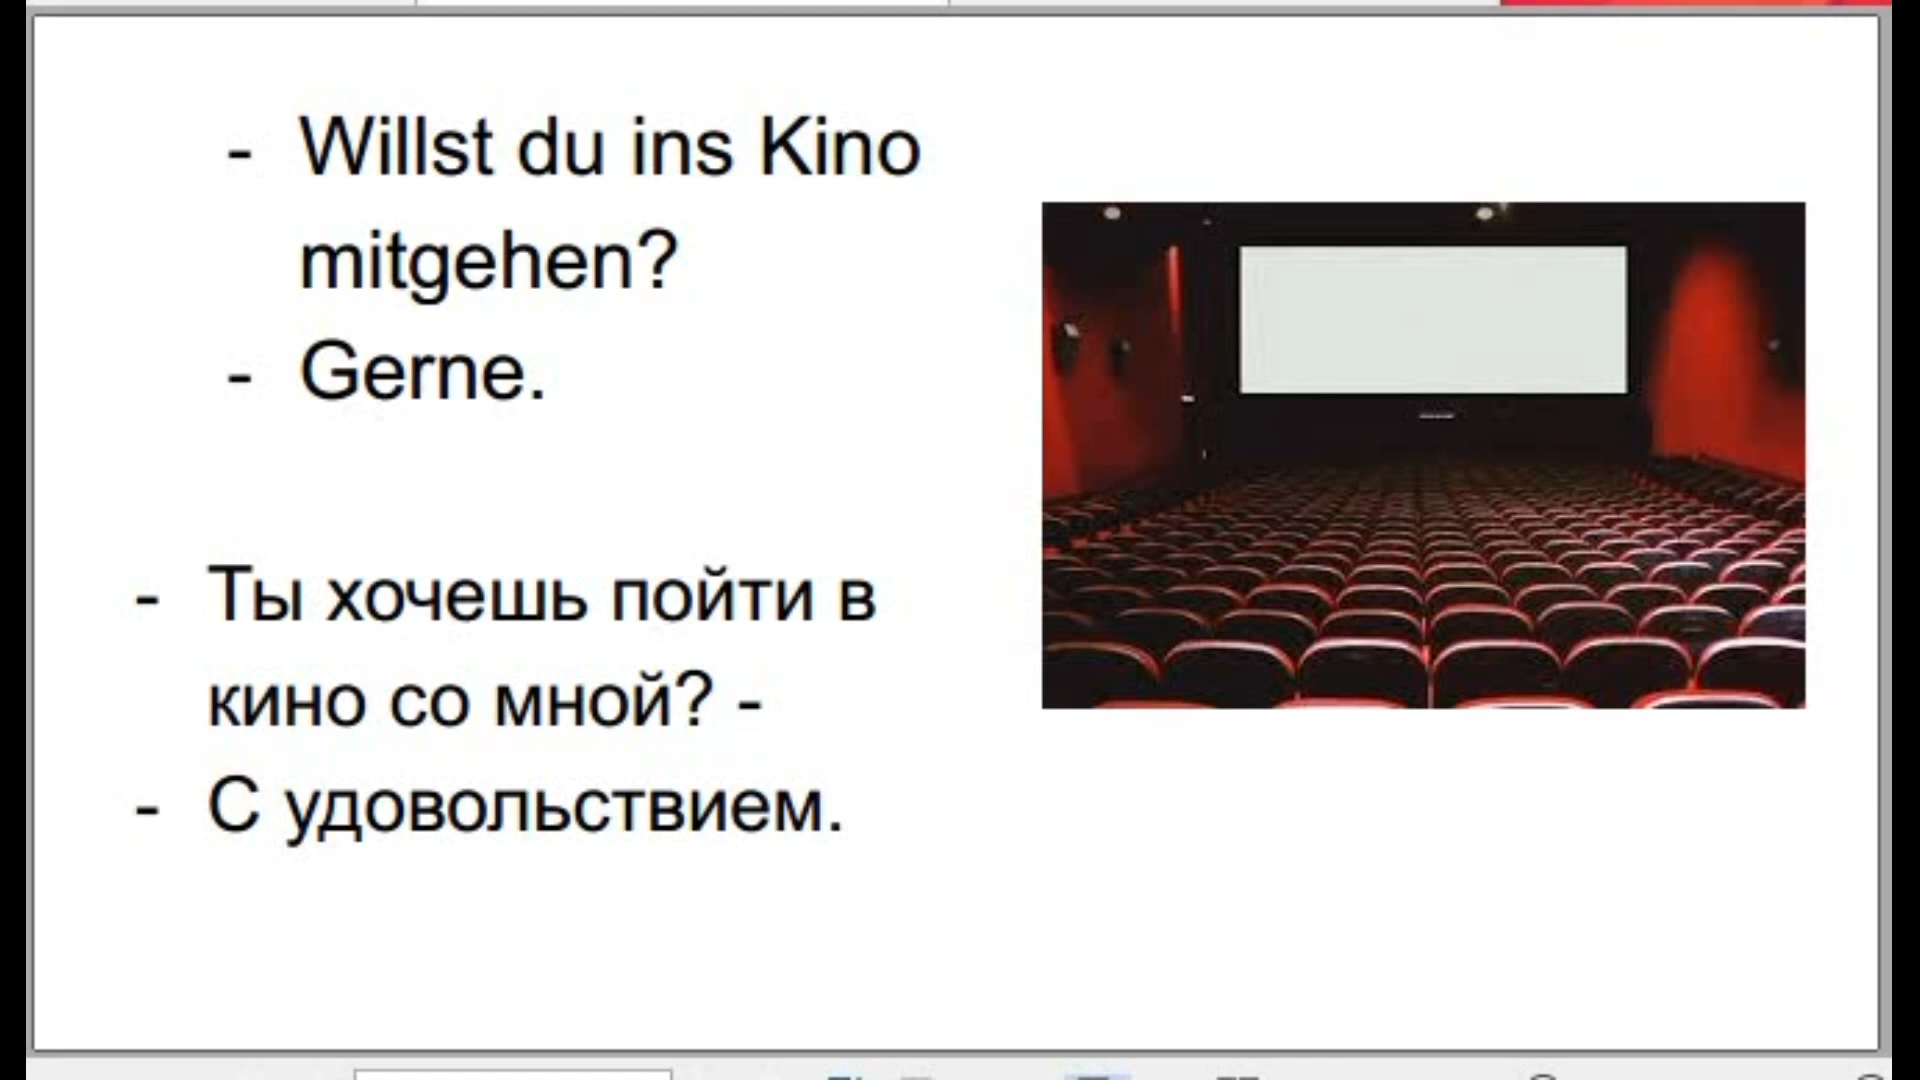 - Willst du ins Kino
mitgehen?
- Gerne.
- Ты хочешь пойти в
кино со мной? -
- С удовольствием.